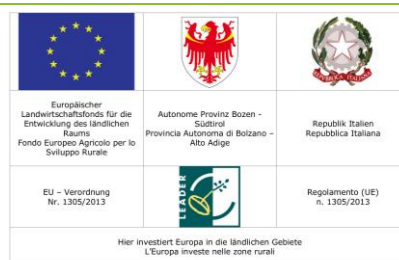 Europäischer
Landwirtschaftsfonds für die
Entwicklung des ländlichen
Raums
Fondo Europeo Agricolo per lo
Sviluppo Rurale
Autonome Provinz Bozen -
Südtirol
Provincia Autonoma di Bolzano –
Alto Adige
Republik Italien
Repubblica Italiana
EU – Verordnung
Nr. 1305/2013
LEADER
Regolamento (UE)
n. 1305/2013
Hier investiert Europa in die ländlichen Gebiete
L'Europa investe nelle zone rurali